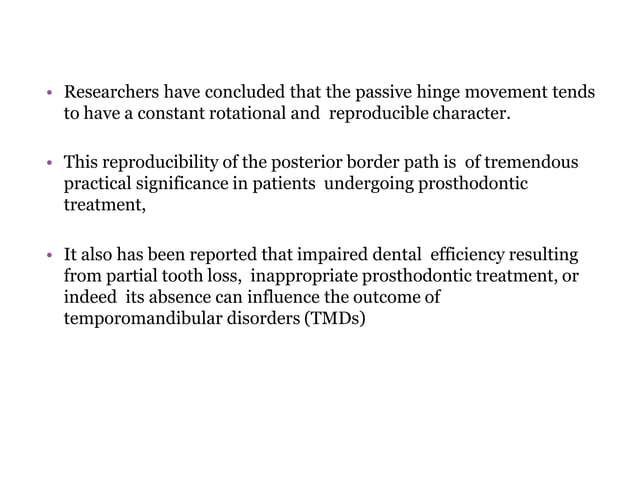 • Researchers have concluded that the passive hinge movement tends
to have a constant rotational and  reproducible character.
• This reproducibility of the posterior border path is  of tremendous
practical significance in patients  undergoing prosthodontic
treatment,
• It also has been reported that impaired dental  efficiency resulting
from partial tooth loss,  inappropriate prosthodontic treatment, or
indeed  its absence can influence the outcome of
temporomandibular disorders (TMDs)